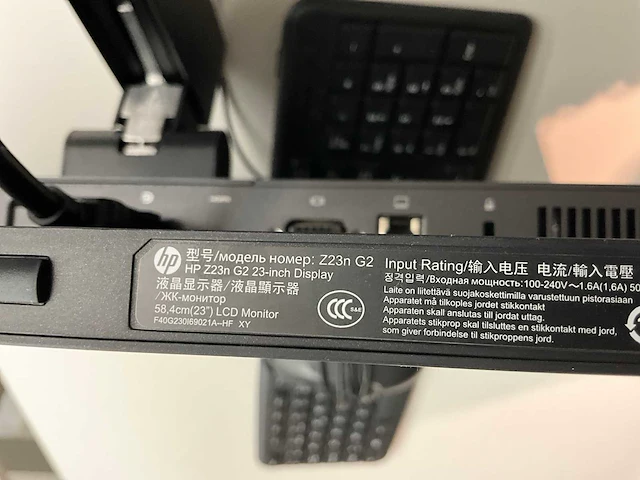 hp
型号/модель номер: Z23n G2
HP Z23n G2 23-inch Display
液晶显示器/液晶顯示器
/ЖК-монитор
58,4cm(23") LCD Monitor
F40G230I69021A--HF XY
CCC
S&E
Input Rating/输入电压 电流/輸入電壓
정격입력/Входная мощность:100-240V～1.6A(1,6A) 50
Laite on liitettävä suojakoskettimilla varustettuun pistorasiaan
Apparatet må tilkoples jordet stikkontakt
Apparaten skall anslutas till jordat uttag.
Apparatets stikprop skal tilsluttes en stikkontakt med jord,
som giver forbindelse til stikproppens jord.